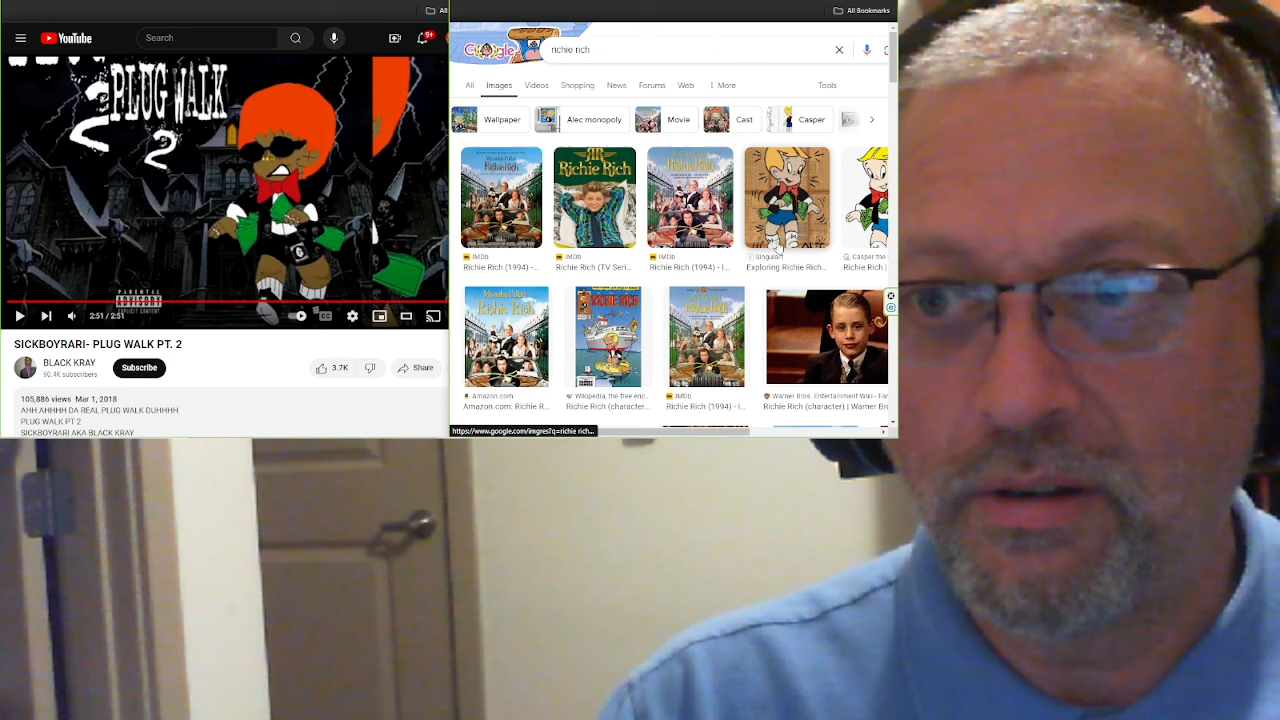 All
YouTube
Search
9+
2 PLUG WALK
2
PARENTAL
ADVISORY
EXPLICIT CONTENT
2:51 / 2:51
SICKBOYRARI- PLUG WALK PT. 2
BLACK KRAY
90.4K subscribers
Subscribe
3.7K
Share
105,886 views Mar 1, 2018
AHH AHHHH DA REAL PLUG WALK DUHHHH
PLUG WALK PT 2
SICKBOYRARI AKA BLACK KRAY
All Bookmarks
Google
richie rich
All Images Videos Shopping News Forums Web More Tools
Wallpaper Alec monopoly Movie Cast Casper
Richie Rich
RR
Richie Rich
Richie Rich
IMDb IMDb IMDb Singulart Casper the
Richie Rich (1994) -... Richie Rich (TV Seri... Richie Rich (1994) - I... Exploring Richie Rich... Richie Rich |
Richie Rich
RICHIE RICH
Richie Rich
Amazon.com Wikipedia, the free enc... IMDb Warner Bros. Entertainment Wiki - Fan
Amazon.com: Richie R... Richie Rich (character... Richie Rich (1994) - I... Richie Rich (character) | Warner Bro
https://www.google.com/imgres?q=richie rich...